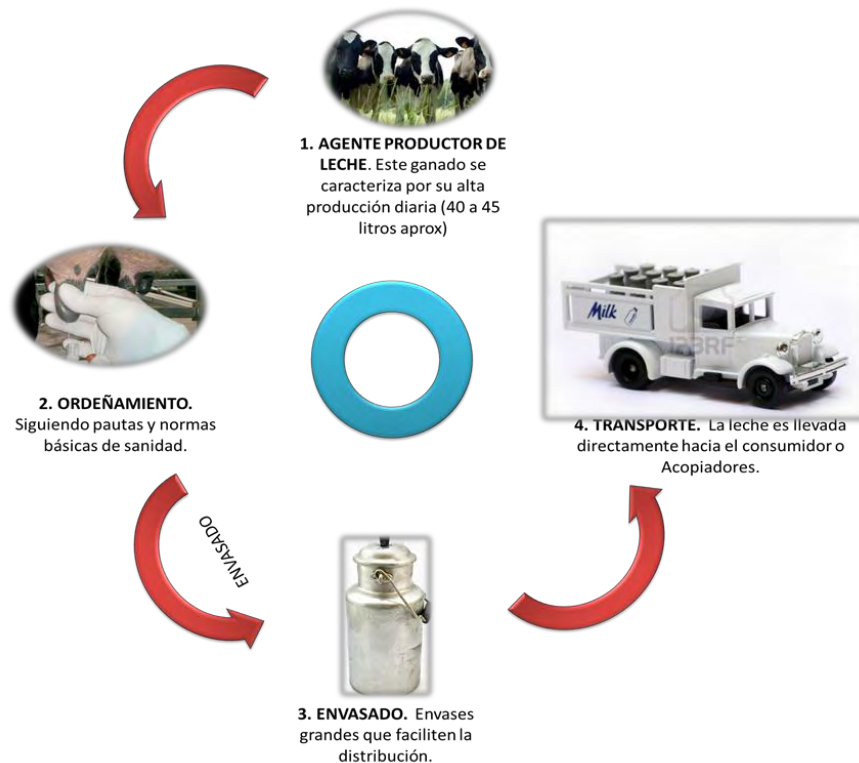 1. AGENTE PRODUCTOR DE
LECHE. Este ganado se
caracteriza por su alta
producción diaria (40 a 45
litros aprox)
2. ORDEÑAMIENTO.
Siguiendo pautas y normas
básicas de sanidad.
ENVASADO
3. ENVASADO. Envases
grandes que faciliten la
distribución.
Milk
123RF
4. TRANSPORTE. La leche es llevada
directamente hacia el consumidor o
Acopiadores.